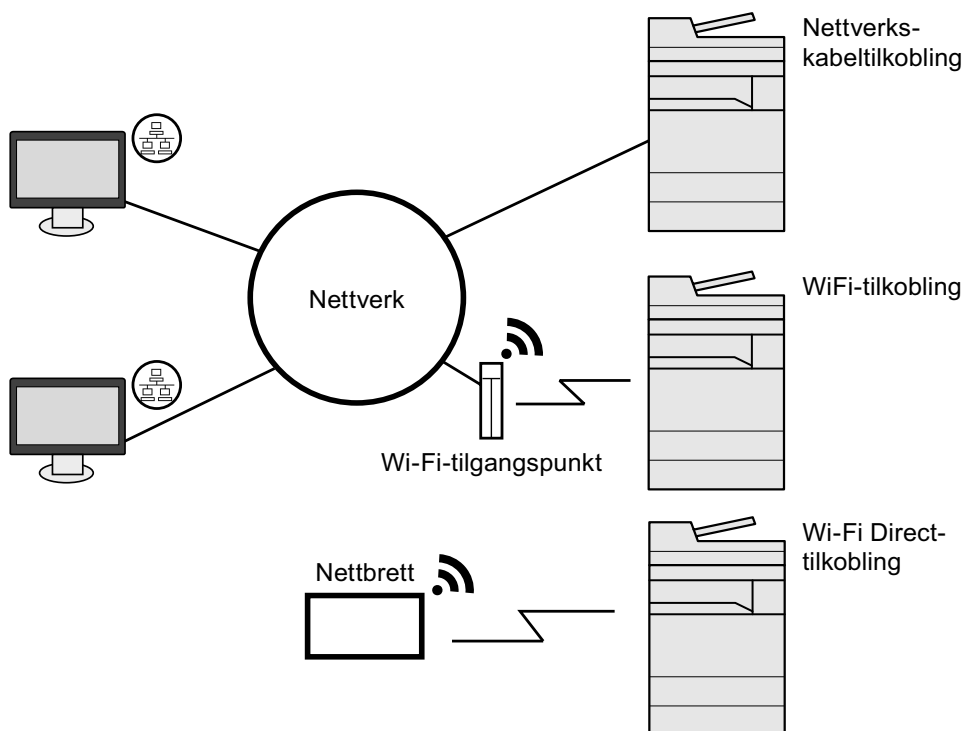 Nettverks-
kabeltilkobling
Nettverk
WiFi-tilkobling
Wi-Fi-tilgangspunkt
Wi-Fi Direct-
tilkobling
Nettbrett